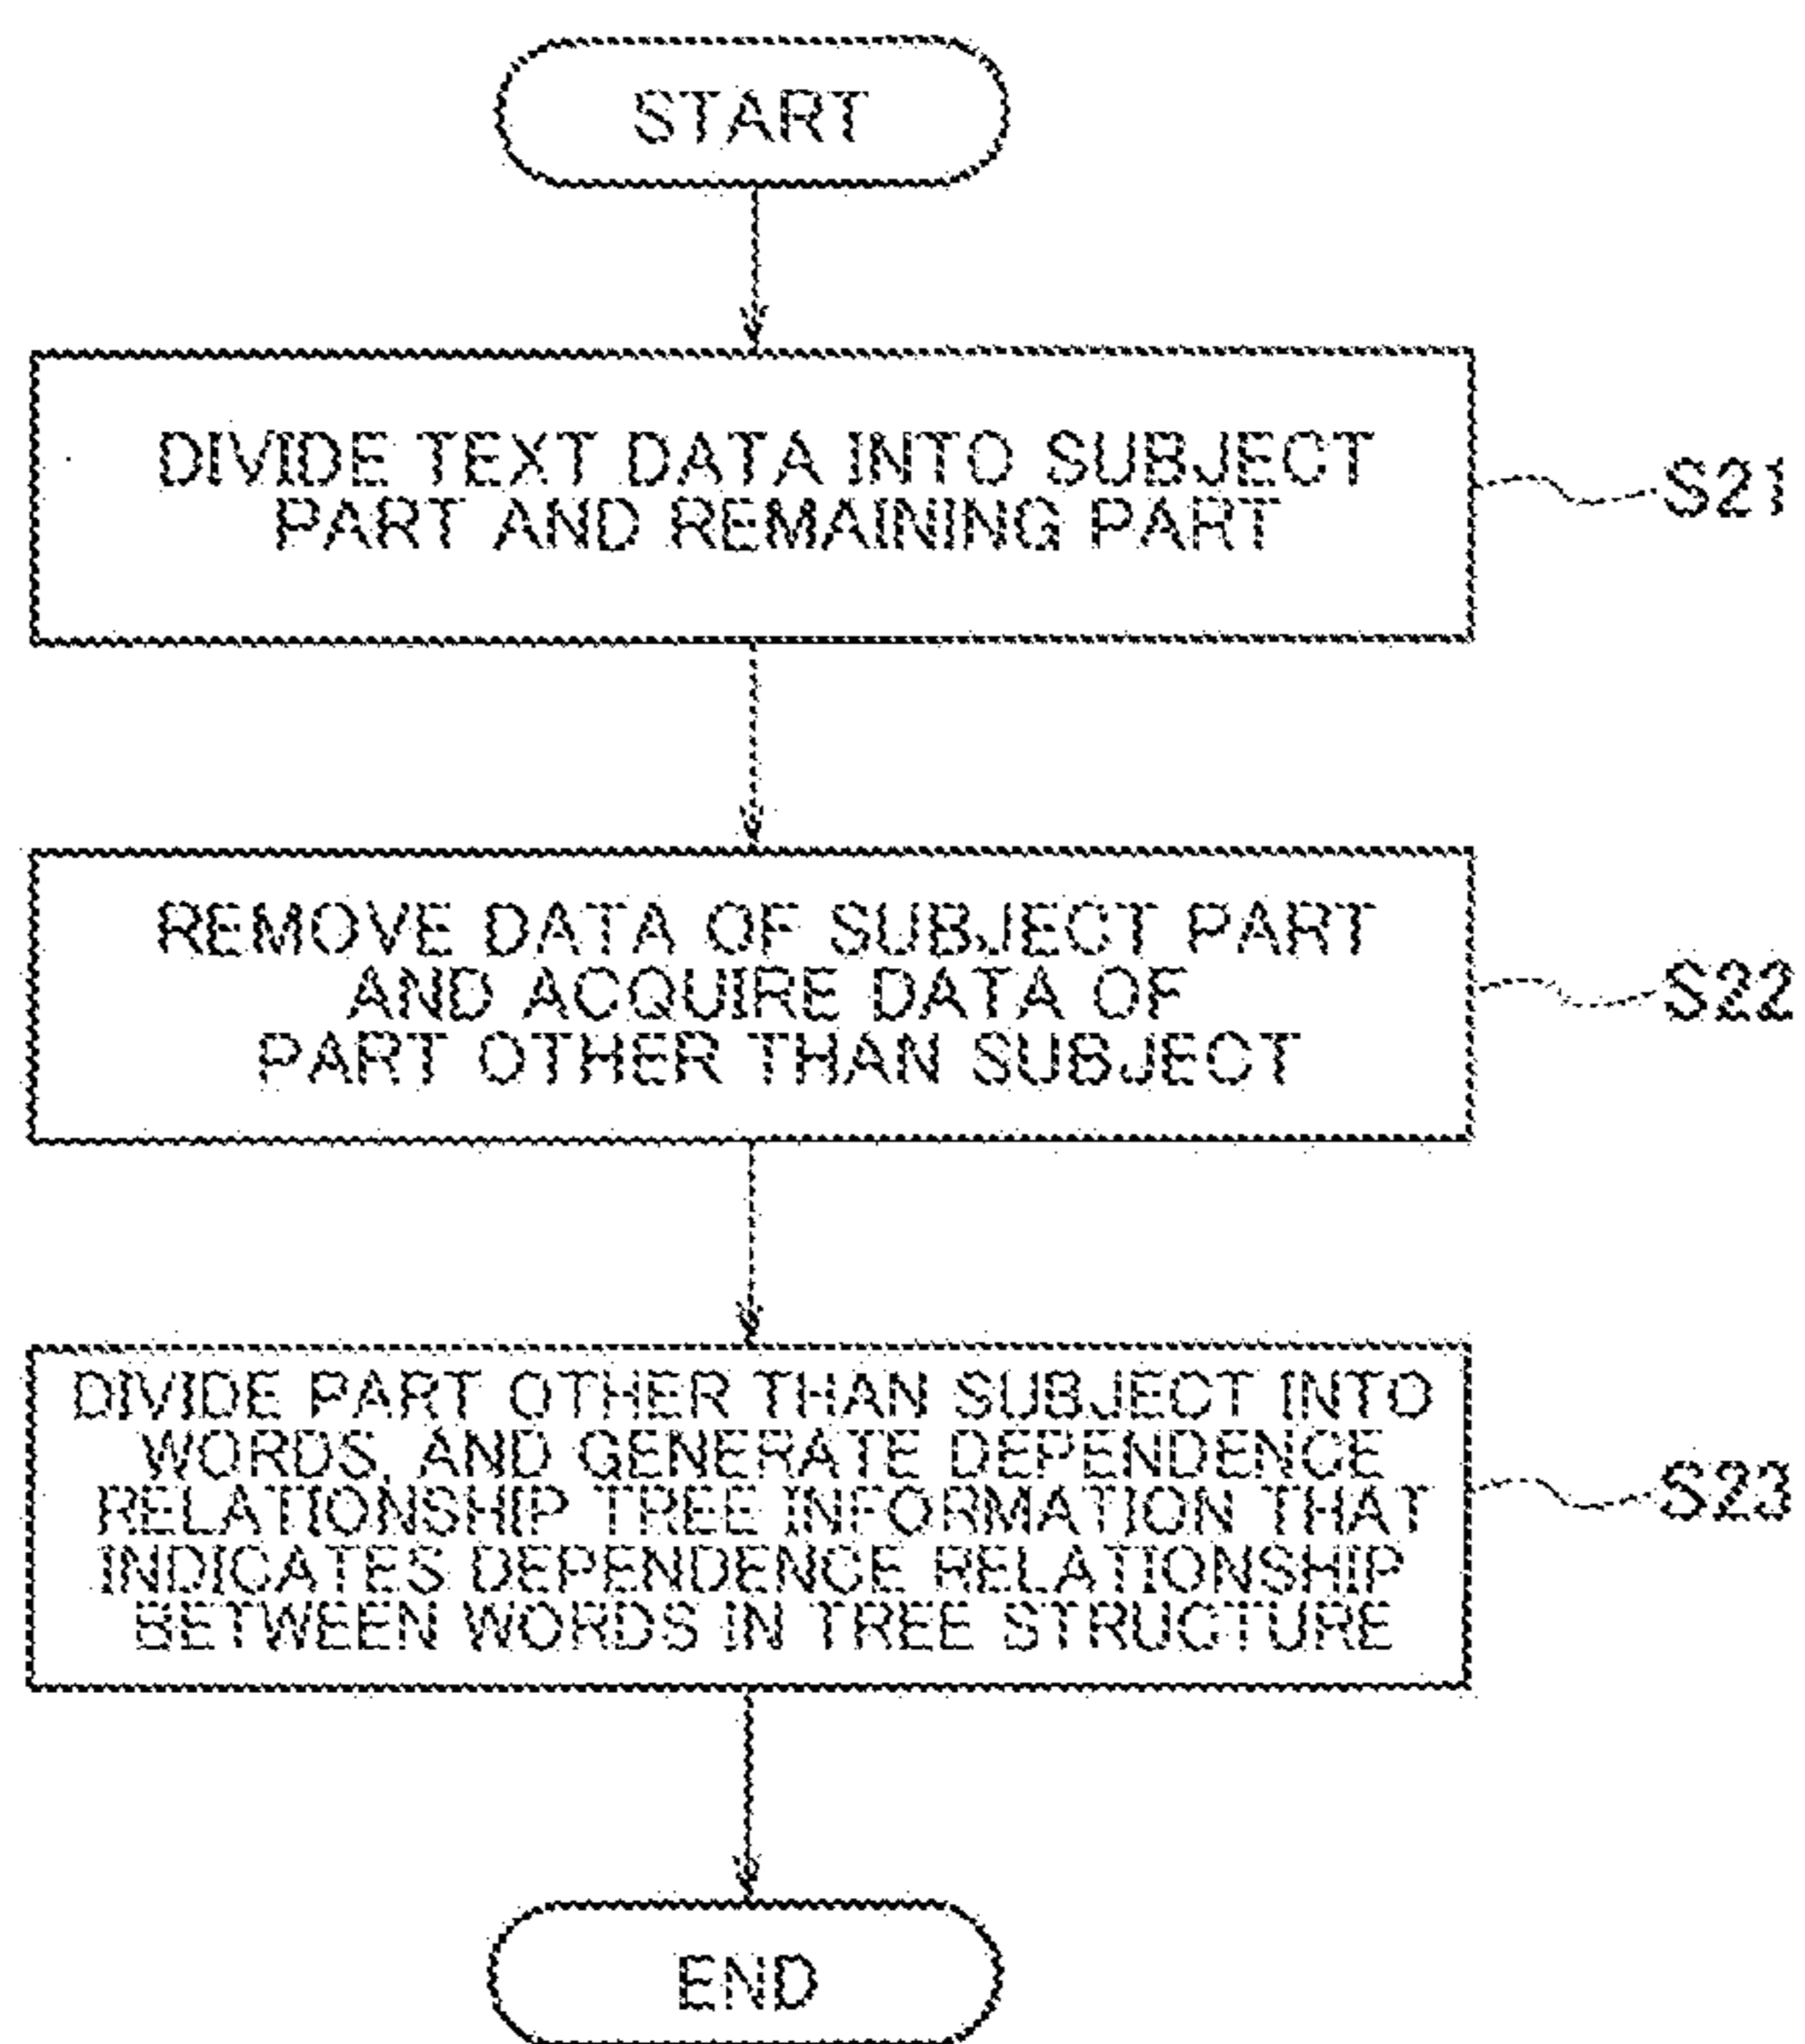 START
DIVIDE TEXT DATA INTO SUBJECT
PART AND REMAINING PART
S21
REMOVE DATA OF SUBJECT PART
AND ACQUIRE DATA OF
PART OTHER THAN SUBJECT
S22
DIVIDE PART OTHER THAN SUBJECT INTO
WORDS, AND GENERATE DEPENDENCE
RELATIONSHIP TREE INFORMATION THAT
INDICATES DEPENDENCE RELATIONSHIP
BETWEEN WORDS IN TREE STRUCTURE
S23
END